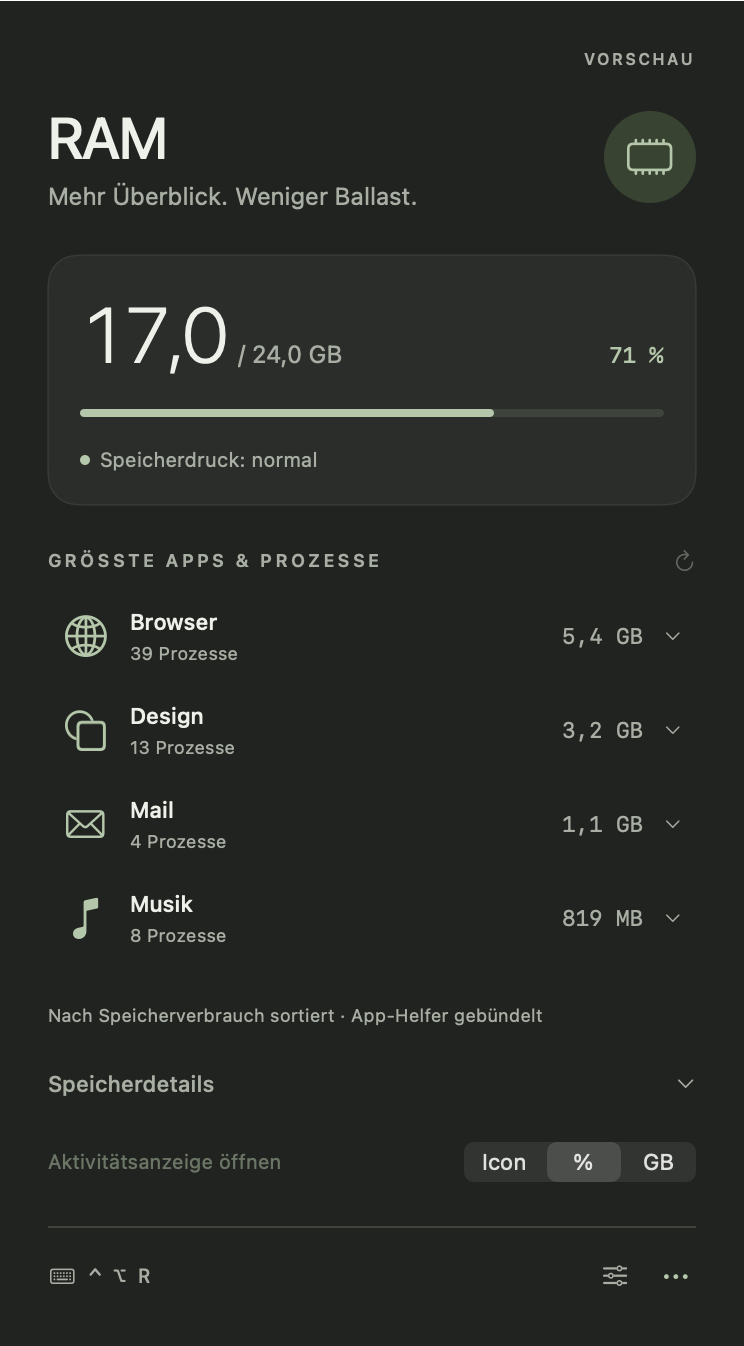 VORSCHAU
RAM
Mehr Überblick. Weniger Ballast.
17,0 / 24,0 GB 71 %
Speicherdruck: normal
GRÖSSTE APPS & PROZESSE
Browser
39 Prozesse
5,4 GB
Design
13 Prozesse
3,2 GB
Mail
4 Prozesse
1,1 GB
Musik
8 Prozesse
819 MB
Nach Speicherverbrauch sortiert · App-Helfer gebündelt
Speicherdetails
Aktivitätsanzeige öffnen Icon % GB
^ ⌥ R